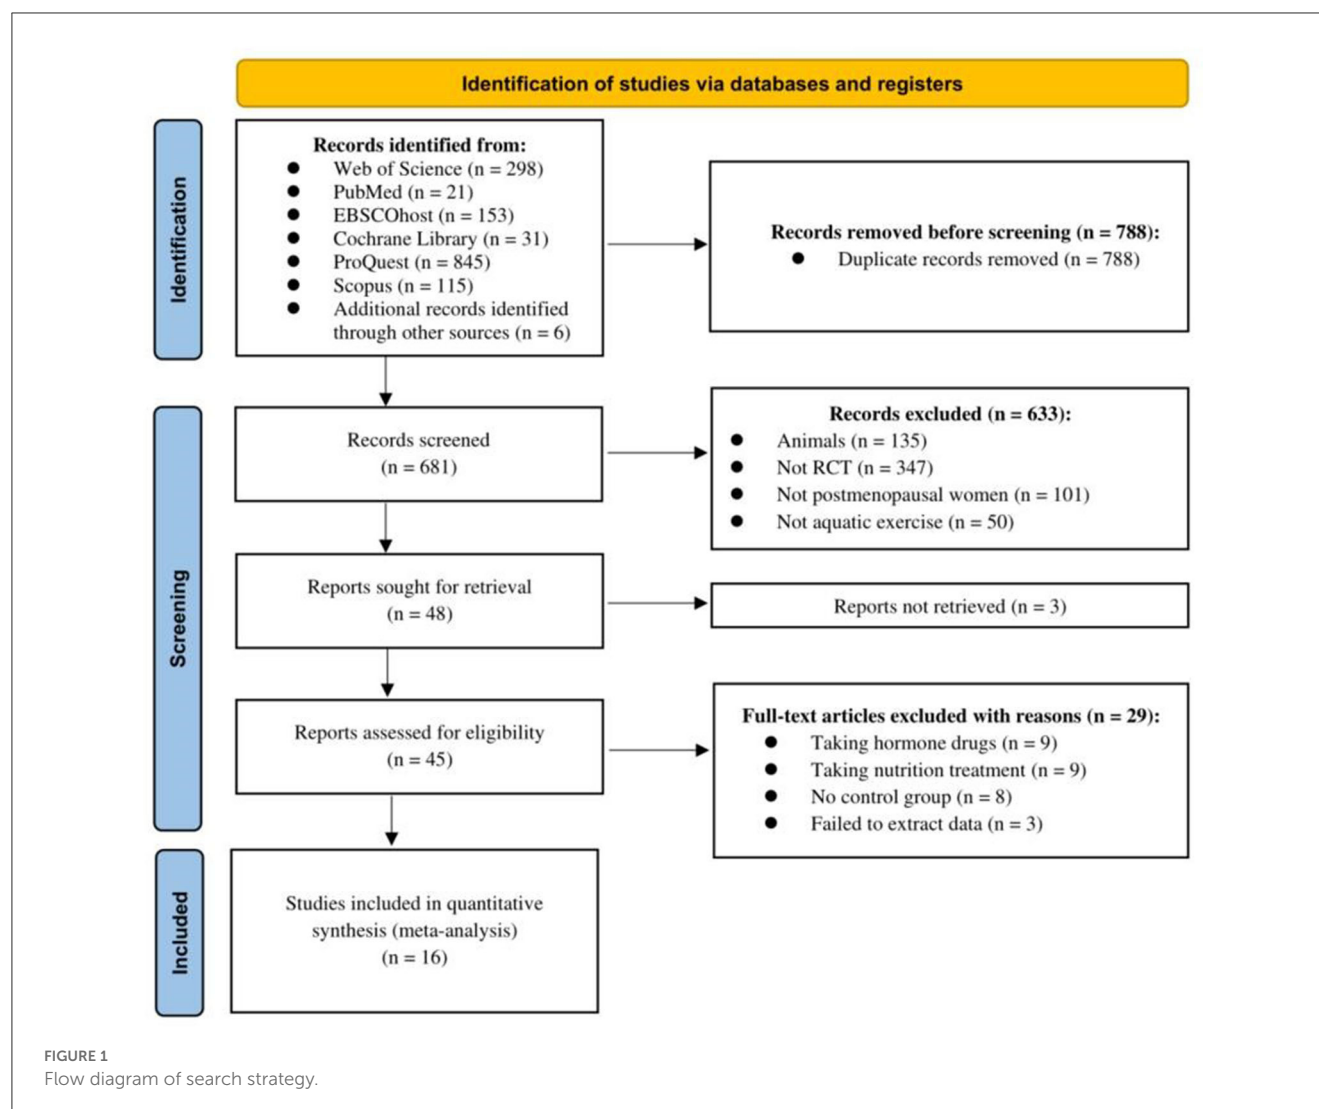 Identification of studies via databases and registers
Identification
Records identified from:
● Web of Science (n = 298)
● PubMed (n = 21)
● EBSCOhost (n = 153)
● Cochrane Library (n = 31)
● ProQuest (n = 845)
● Scopus (n = 115)
● Additional records identified
through other sources (n = 6)
Records removed before screening (n = 788):
● Duplicate records removed (n = 788)
Screening
Records screened
(n = 681)
Records excluded (n = 633):
● Animals (n = 135)
● Not RCT (n = 347)
● Not postmenopausal women (n = 101)
● Not aquatic exercise (n = 50)
Reports sought for retrieval
(n = 48)
Reports not retrieved (n = 3)
Reports assessed for eligibility
(n = 45)
Full-text articles excluded with reasons (n = 29):
● Taking hormone drugs (n = 9)
● Taking nutrition treatment (n = 9)
● No control group (n = 8)
● Failed to extract data (n = 3)
Included
Studies included in quantitative
synthesis (meta-analysis)
(n = 16)
FIGURE 1
Flow diagram of search strategy.